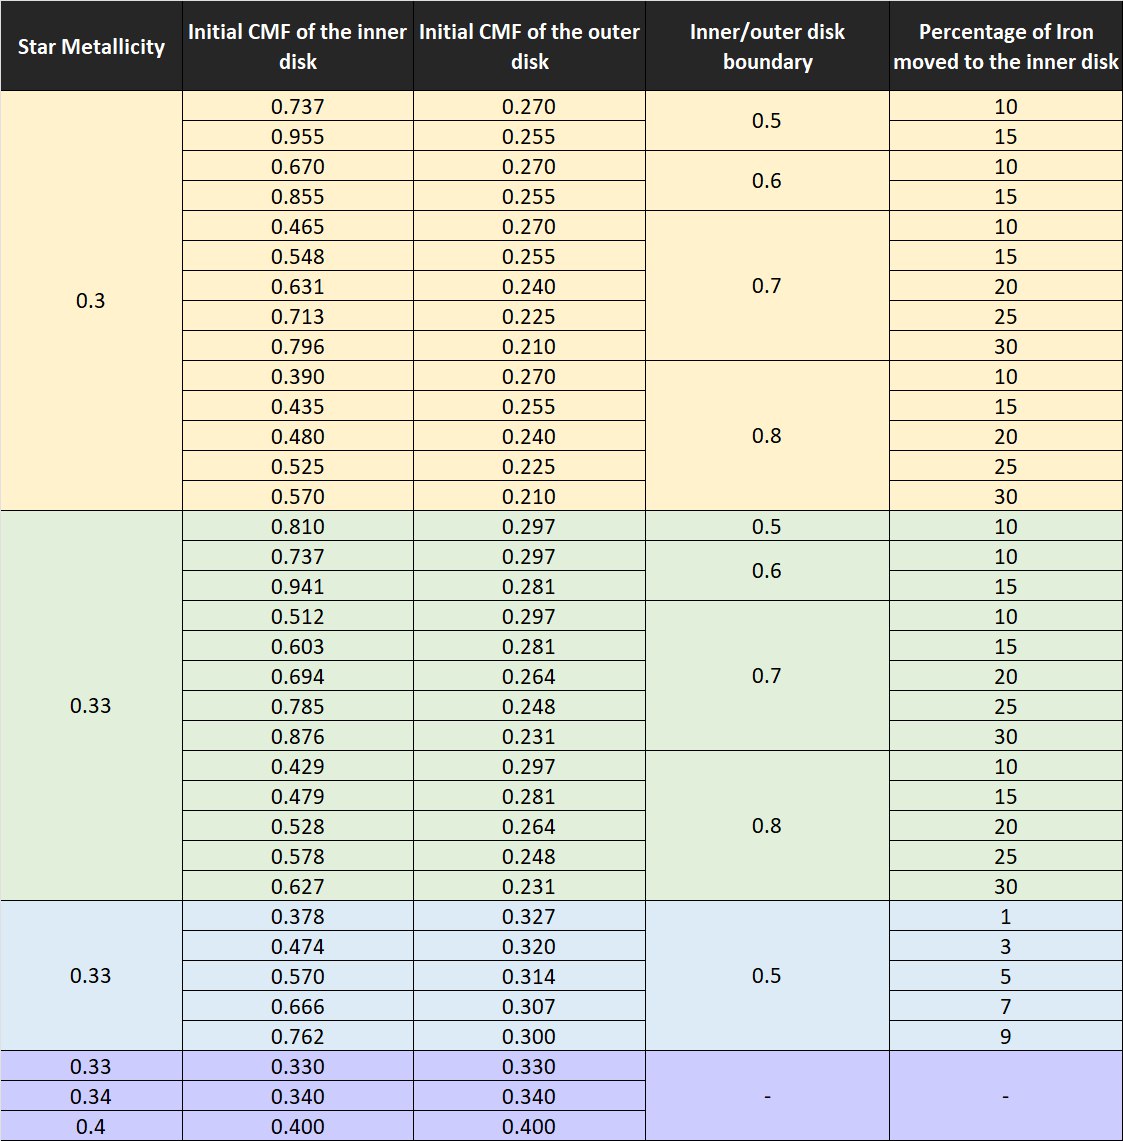 Star Metallicity Initial CMF of the inner disk Initial CMF of the outer disk Inner/outer disk boundary Percentage of Iron moved to the inner disk
0.3 0.737 0.270 0.5 10
0.955 0.255 15
0.670 0.270 0.6 10
0.855 0.255 15
0.465 0.270 0.7 10
0.548 0.255 15
0.631 0.240 20
0.713 0.225 25
0.796 0.210 30
0.390 0.270 0.8 10
0.435 0.255 15
0.480 0.240 20
0.525 0.225 25
0.570 0.210 30
0.33 0.810 0.297 0.5 10
0.737 0.297 0.6 10
0.941 0.281 15
0.512 0.297 0.7 10
0.603 0.281 15
0.694 0.264 20
0.785 0.248 25
0.876 0.231 30
0.429 0.297 0.8 10
0.479 0.281 15
0.528 0.264 20
0.578 0.248 25
0.627 0.231 30
0.33 0.378 0.327 0.5 1
0.474 0.320 3
0.570 0.314 5
0.666 0.307 7
0.762 0.300 9
0.33 0.330 0.330 - -
0.34 0.340 0.340
0.4 0.400 0.400